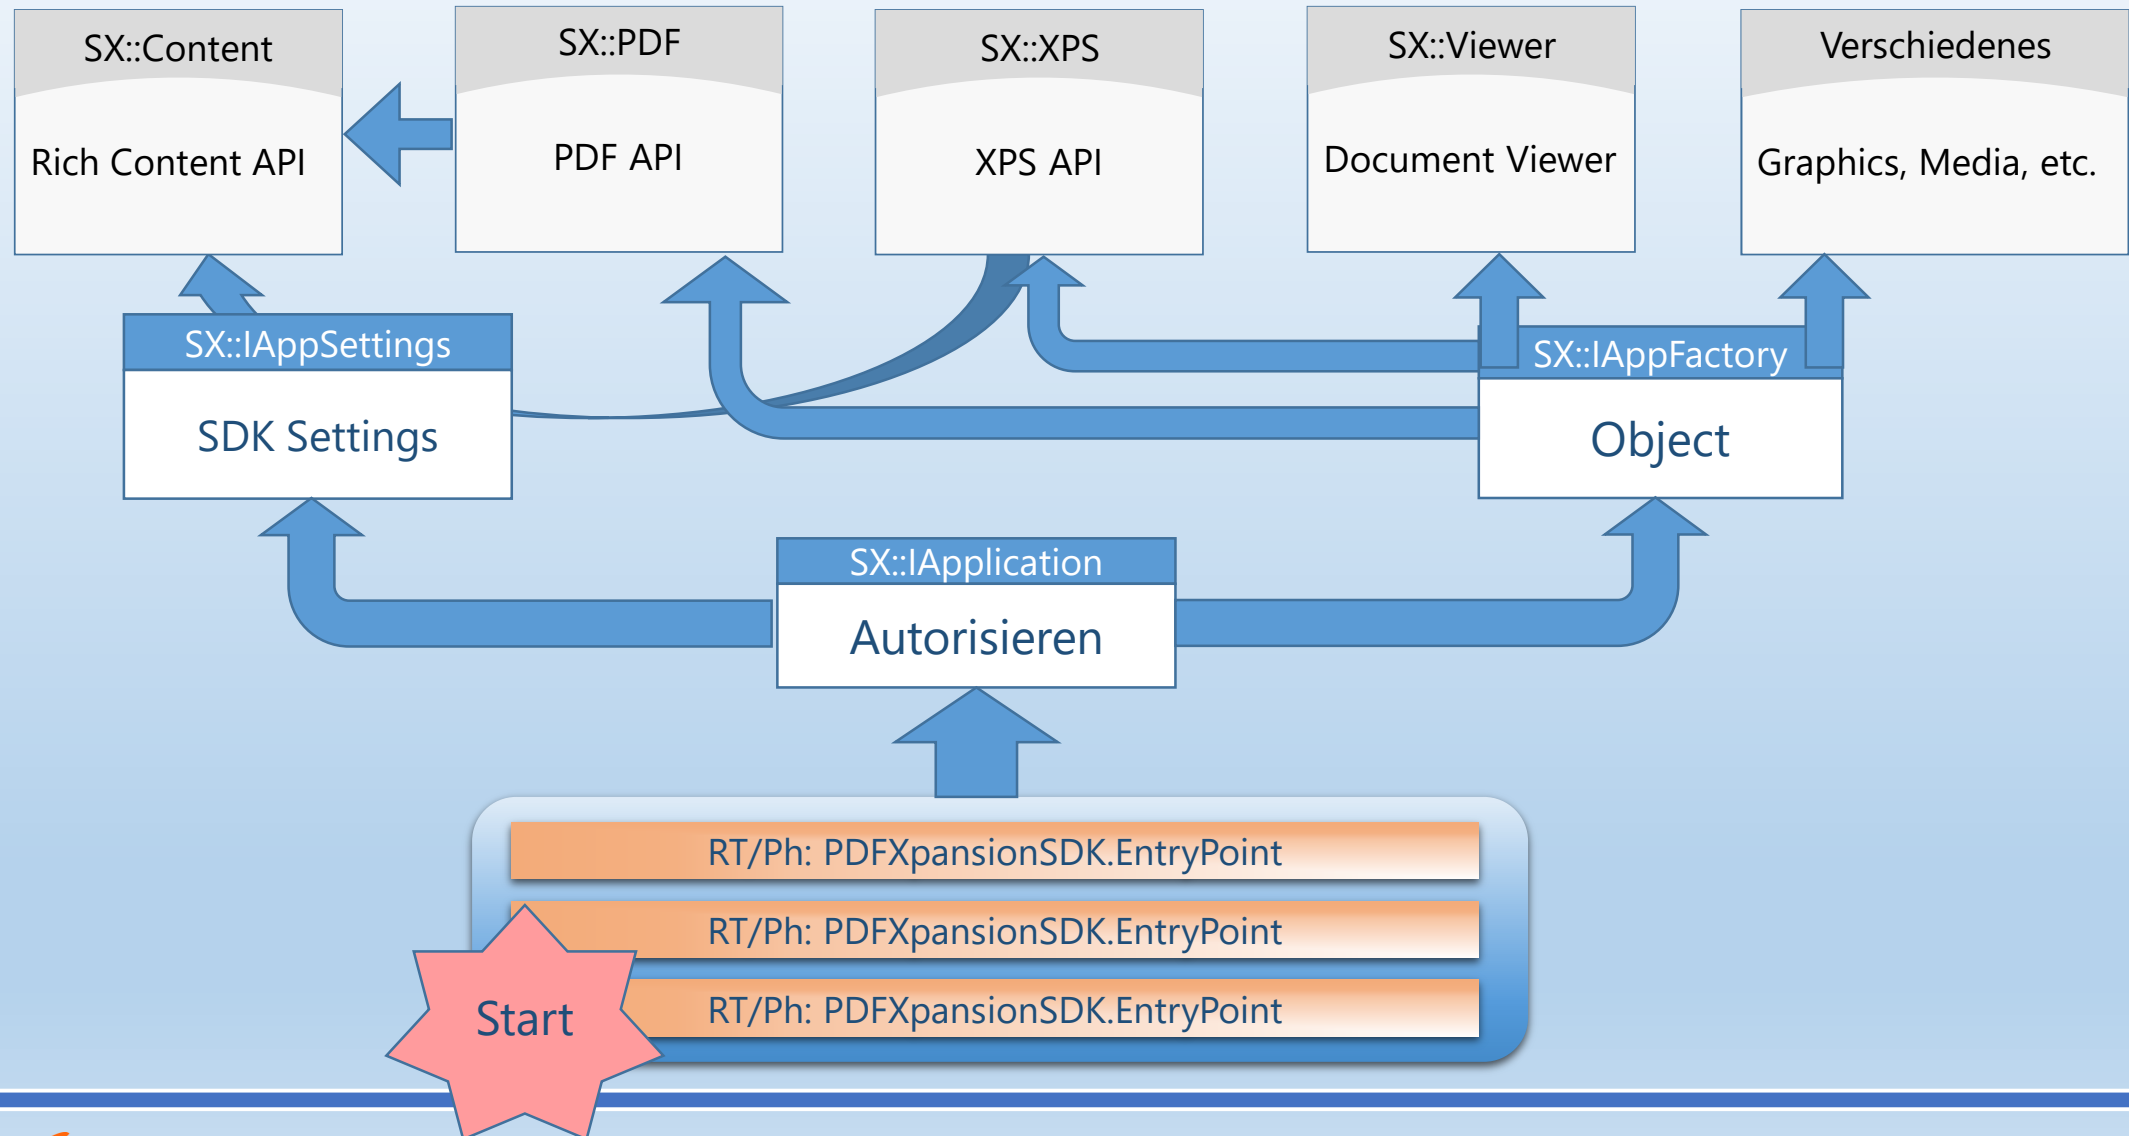 SX::Content
Rich Content API
SX::PDF
PDF API
SX::XPS
XPS API
SX::Viewer
Document Viewer
Verschiedenes
Graphics, Media, etc.
SX::IAppSettings
SDK Settings
SX::IAppFactory
Object
SX::IApplication
Autorisieren
RT/Ph: PDFXpansionSDK.EntryPoint
RT/Ph: PDFXpansionSDK.EntryPoint
RT/Ph: PDFXpansionSDK.EntryPoint
Start